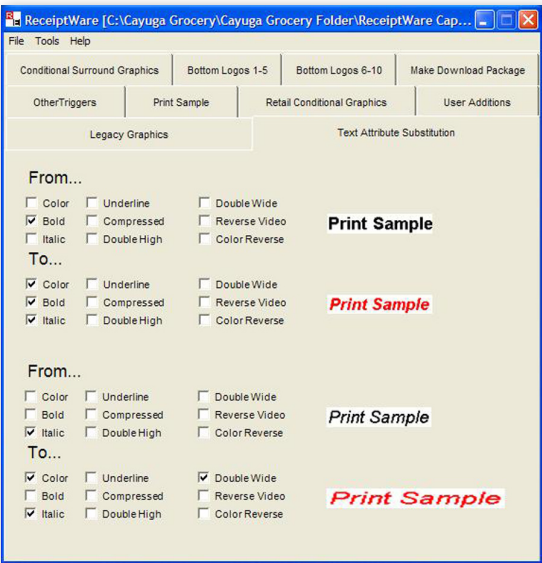 ReceiptWare [C:\Cayuga Grocery\Cayuga Grocery Folder\ReceiptWare Cap...
File Tools Help
Conditional Surround Graphics Bottom Logos 1-5 Bottom Logos 6-10 Make Download Package
OtherTriggers Print Sample Retail Conditional Graphics User Additions
Legacy Graphics Text Attribute Substitution
From...
Color Underline Double Wide
Bold Compressed Reverse Video Print Sample
Italic Double High Color Reverse
To...
Color Underline Double Wide
Bold Compressed Reverse Video Print Sample
Italic Double High Color Reverse
From...
Color Underline Double Wide
Bold Compressed Reverse Video Print Sample
Italic Double High Color Reverse
To...
Color Underline Double Wide
Bold Compressed Reverse Video Print Sample
Italic Double High Color Reverse